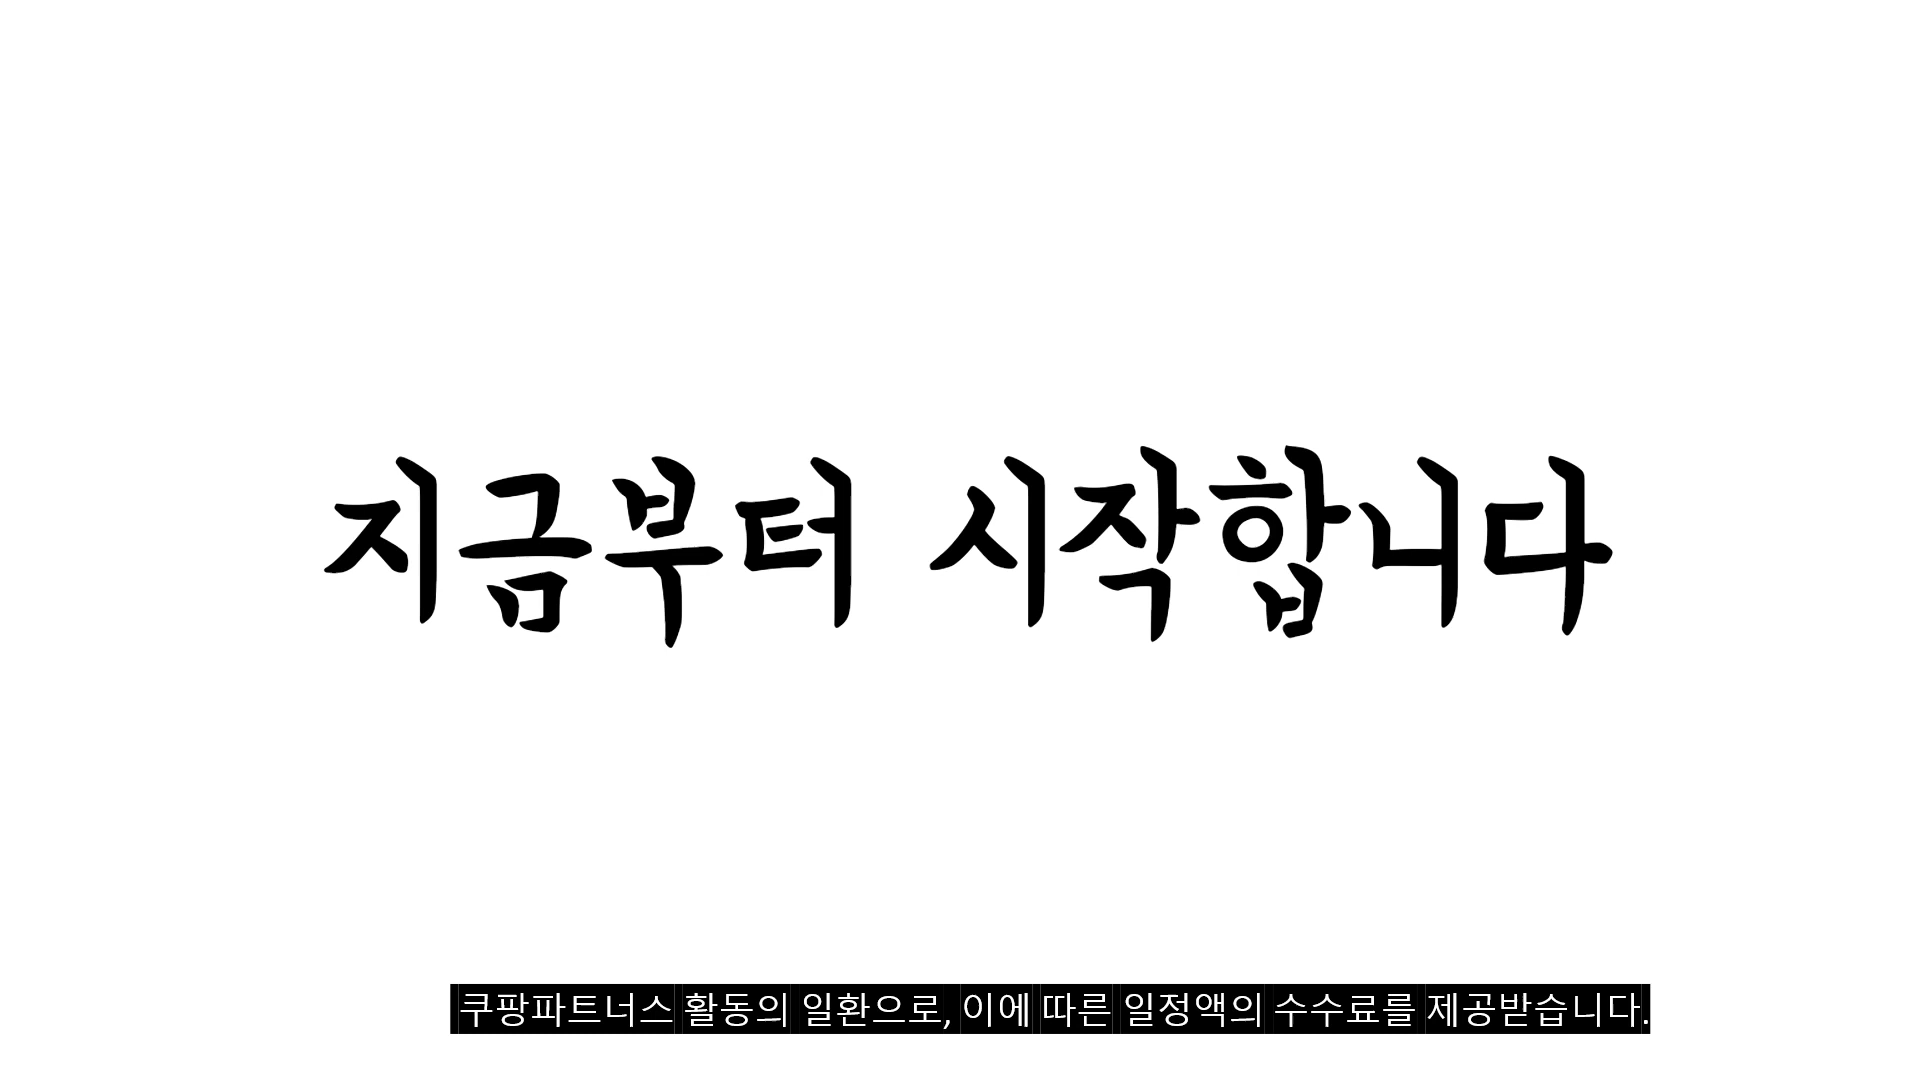 지금부터 시작합니다
쿠팡파트너스 활동의 일환으로, 이에 따른 일정액의 수수료를 제공받습니다.